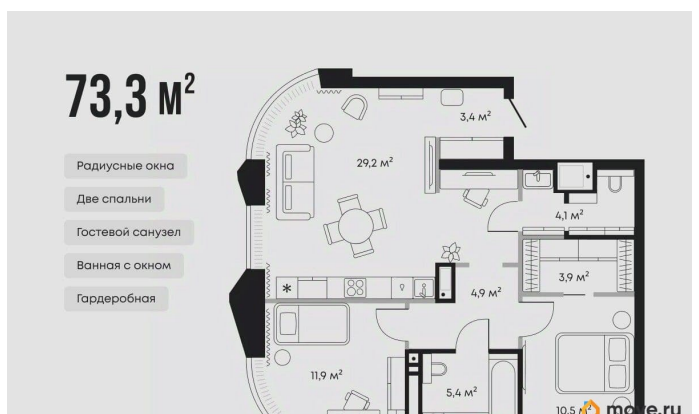 73,3 м²
Радиусные окна
Две спальни
Гостевой санузел
Ванная с окном
Гардеробная
3,4 м²
29,2 м²
4,1 м²
3,9 м²
4,9 м²
11,9 м²
5,4 м²
10,5 м²
move.ru